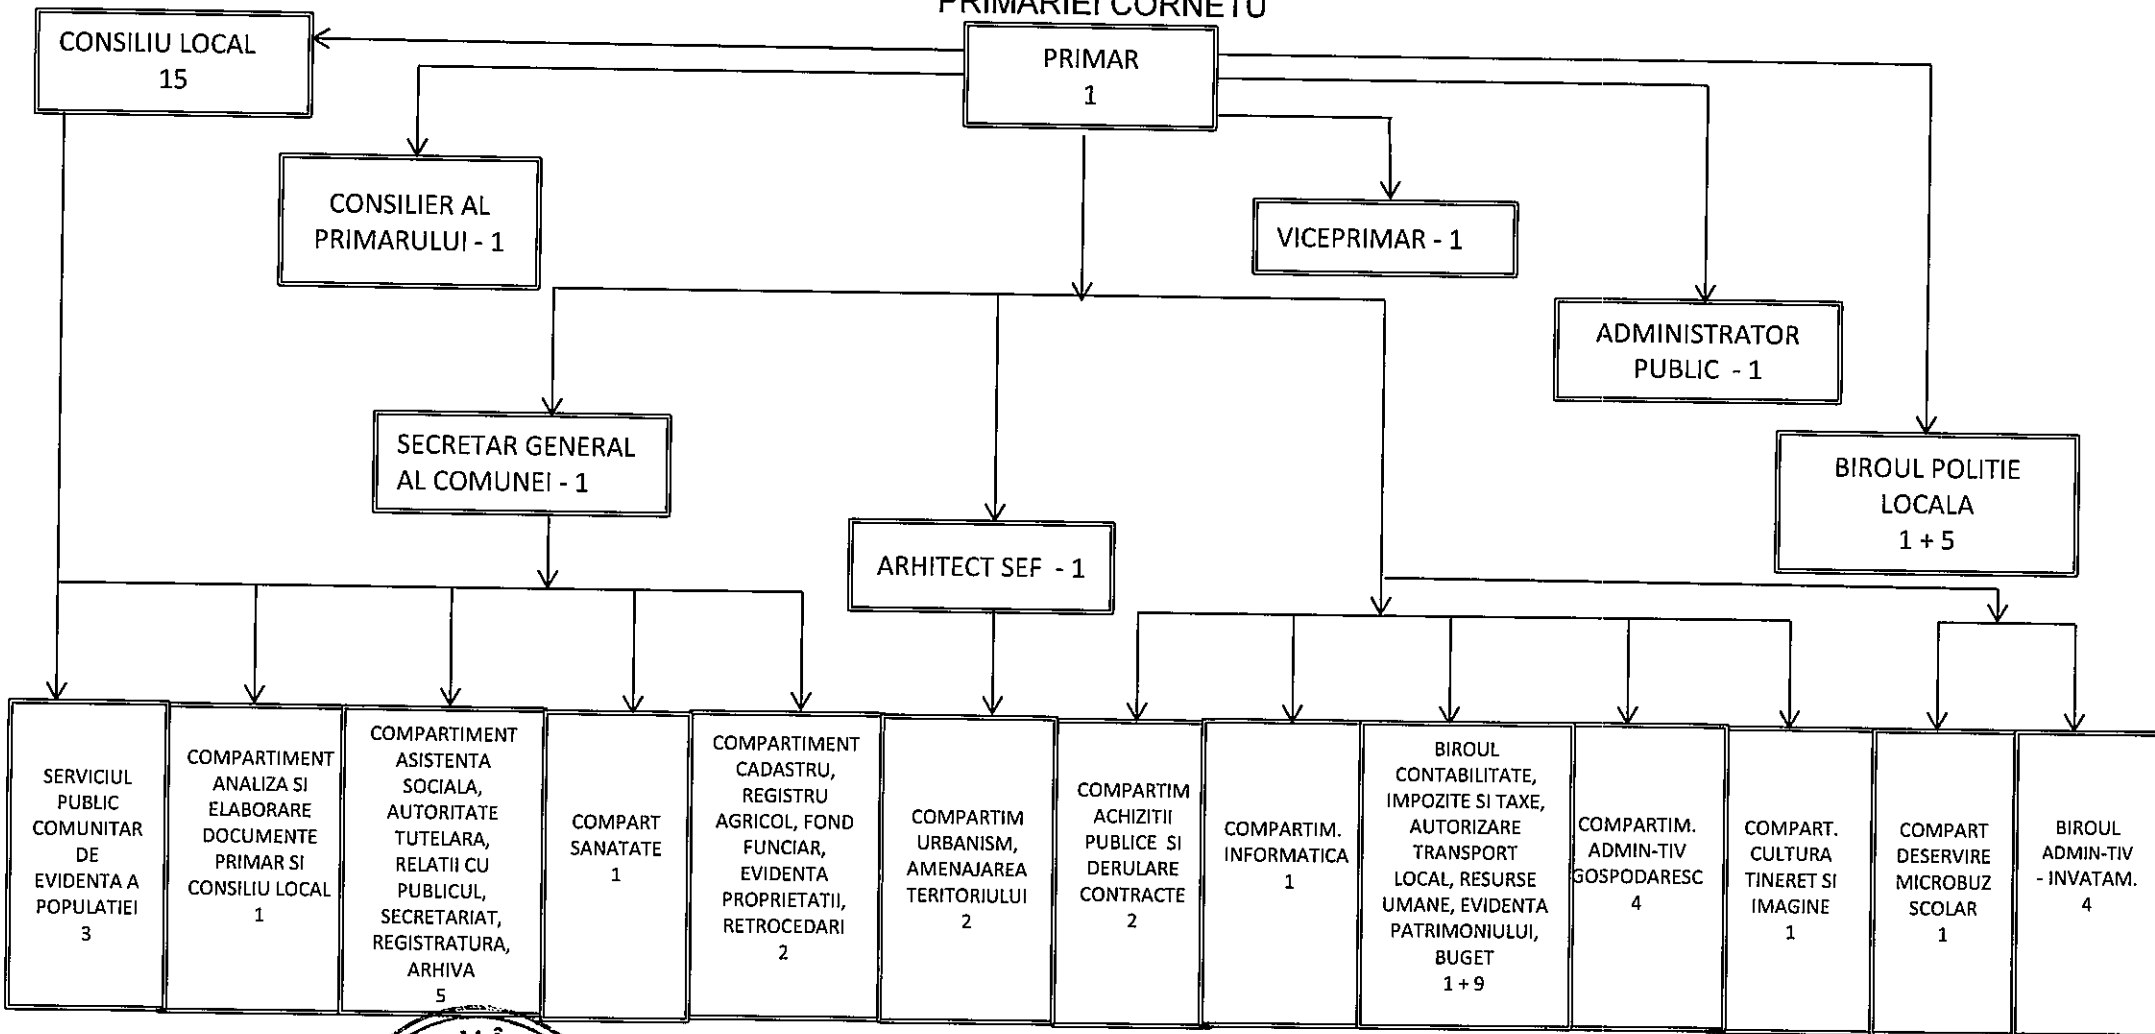 PRIMARIEI CORNETU
CONSILIU LOCAL
15
PRIMAR
1
CONSILIER AL
PRIMARULUI - 1
VICEPRIMAR - 1
ADMINISTRATOR
PUBLIC - 1
SECRETAR GENERAL
AL COMUNEI - 1
BIROUL POLITIE
LOCALA
1 + 5
ARHITECT SEF - 1
SERVICIUL
PUBLIC
COMUNITAR
DE
EVIDENTA A
POPULATIEI
3
COMPARTIMENT
ANALIZA SI
ELABORARE
DOCUMENTE
PRIMAR SI
CONSILIU LOCAL
1
COMPARTIMENT
ASISTENTA
SOCIALA,
AUTORITATE
TUTELARA,
RELATII CU
PUBLICUL,
SECRETARIAT,
REGISTRATURA,
ARHIVA
5
COMPART
SANATATE
1
COMPARTIMENT
CADASTRU,
REGISTRU
AGRICOL, FOND
FUNCIAR,
EVIDENTA
PROPRIETATII,
RETROCEDARI
2
COMPARTIM
URBANISM,
AMENAJAREA
TERITORIULUI
2
COMPARTIM
ACHIZITII
PUBLICE SI
DERULARE
CONTRACTE
2
COMPARTIM.
INFORMATICA
1
BIROUL
CONTABILITATE,
IMPOZITE SI TAXE,
AUTORIZARE
TRANSPORT
LOCAL, RESURSE
UMANE, EVIDENTA
PATRIMONIULUI,
BUGET
1 + 9
COMPARTIM.
ADMIN-TIV
GOSPODARESC
4
COMPART.
CULTURA
TINERET SI
IMAGINE
1
COMPART
DESERVIRE
MICROBUZ
SCOLAR
1
BIROUL
ADMIN-TIV
- INVATAM.
4